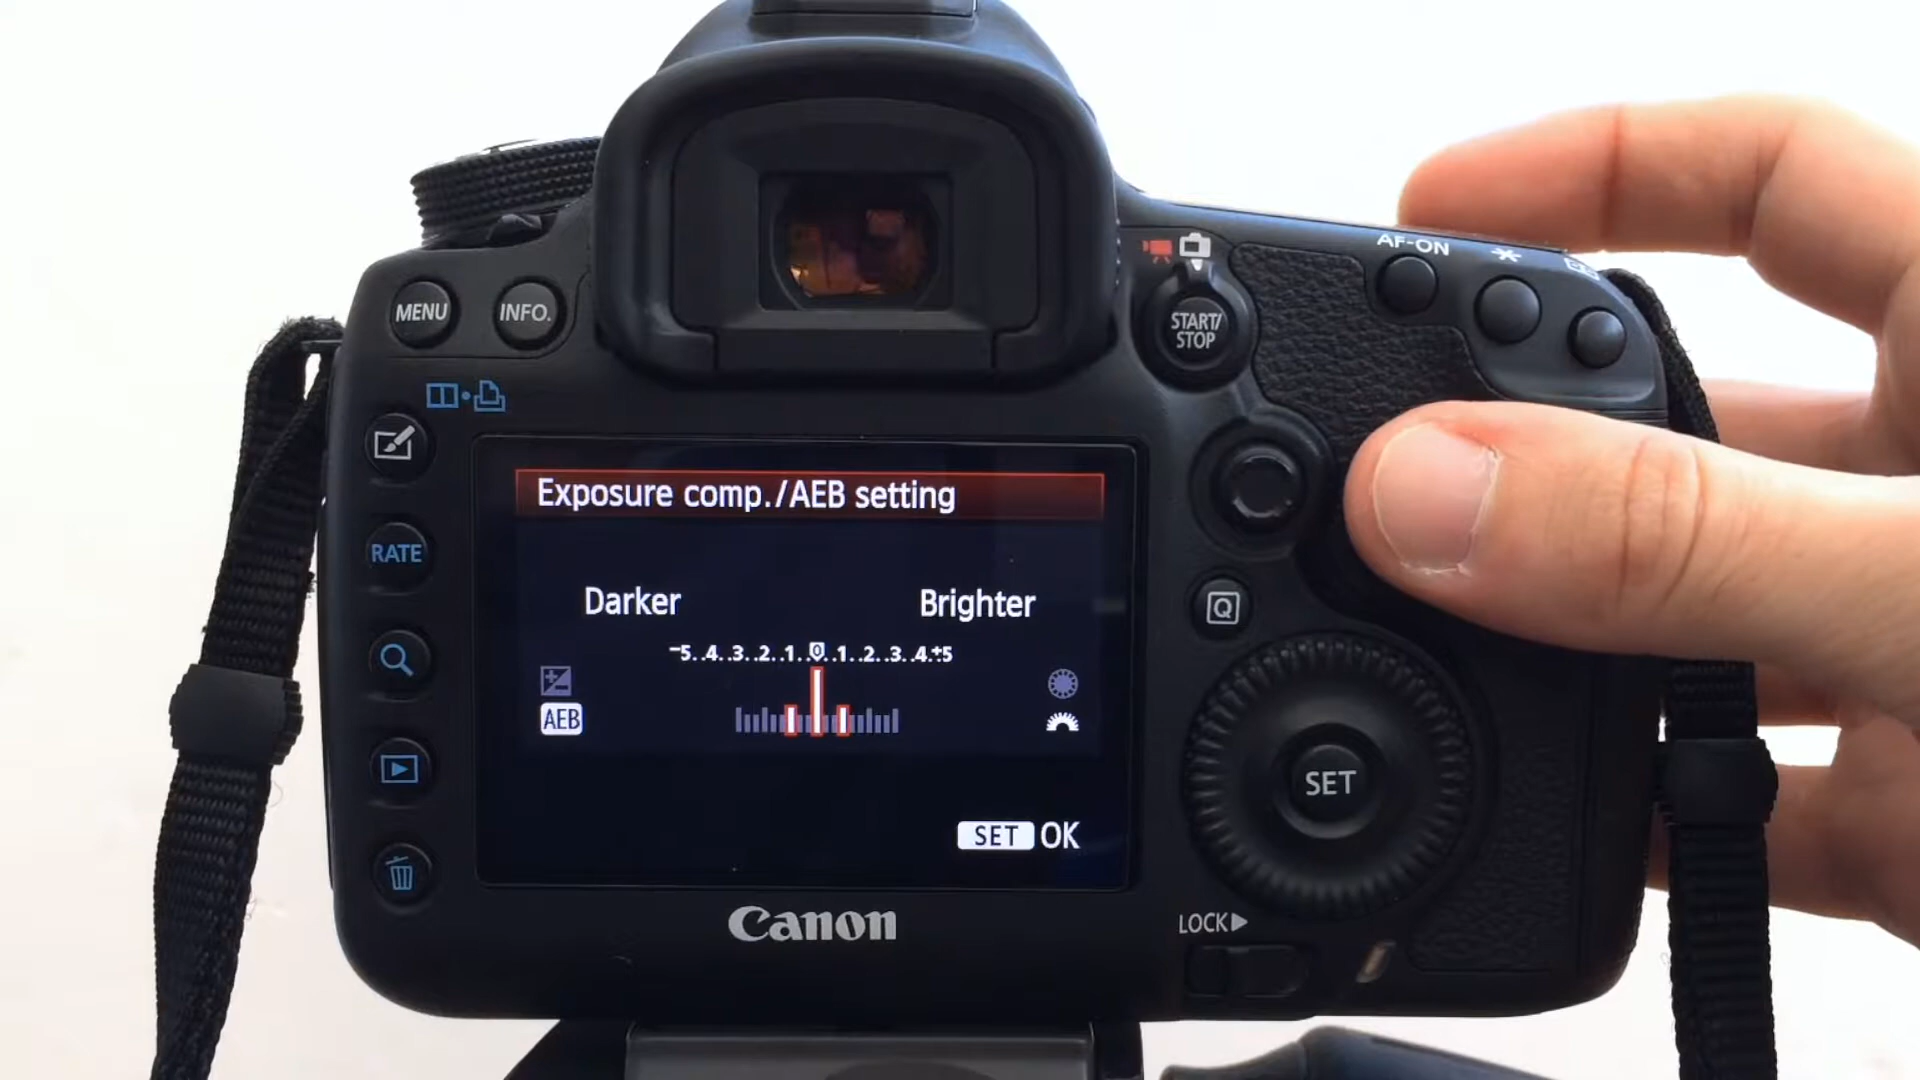 AF-ON
MENU
INFO.
START/
STOP
RATE
Exposure comp./AEB setting
Darker
Brighter
-5..4..3..2..1..0..1..2..3..4.+5
AEB
Q
SET
SET OK
Canon
LOCK